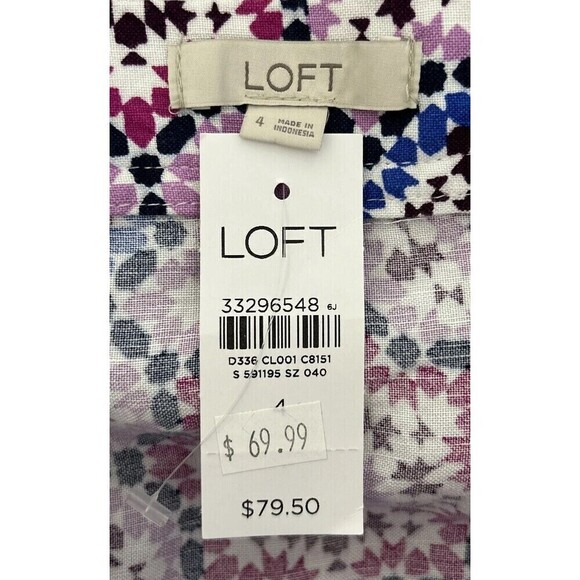 LOFT
4 MADE IN
INDONESIA
LOFT
33296548 6J
D336 CL001 C8151
S 591195 SZ 040
4
$ 69.99
$79.50